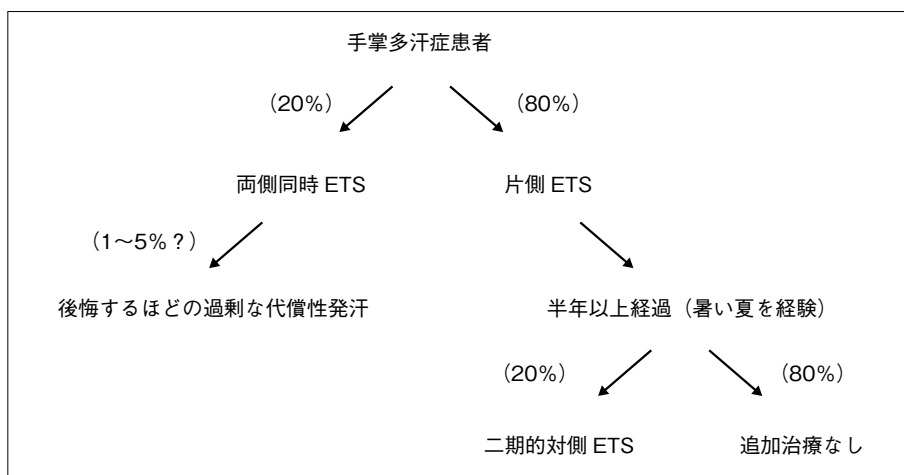 手掌多汗症患者
（20%）
（80%）
両側同時 ETS
片側 ETS
（1〜5%？）
後悔するほどの過剰な代償性発汗
半年以上経過（暑い夏を経験）
（20%）
（80%）
二期的対側 ETS
追加治療なし